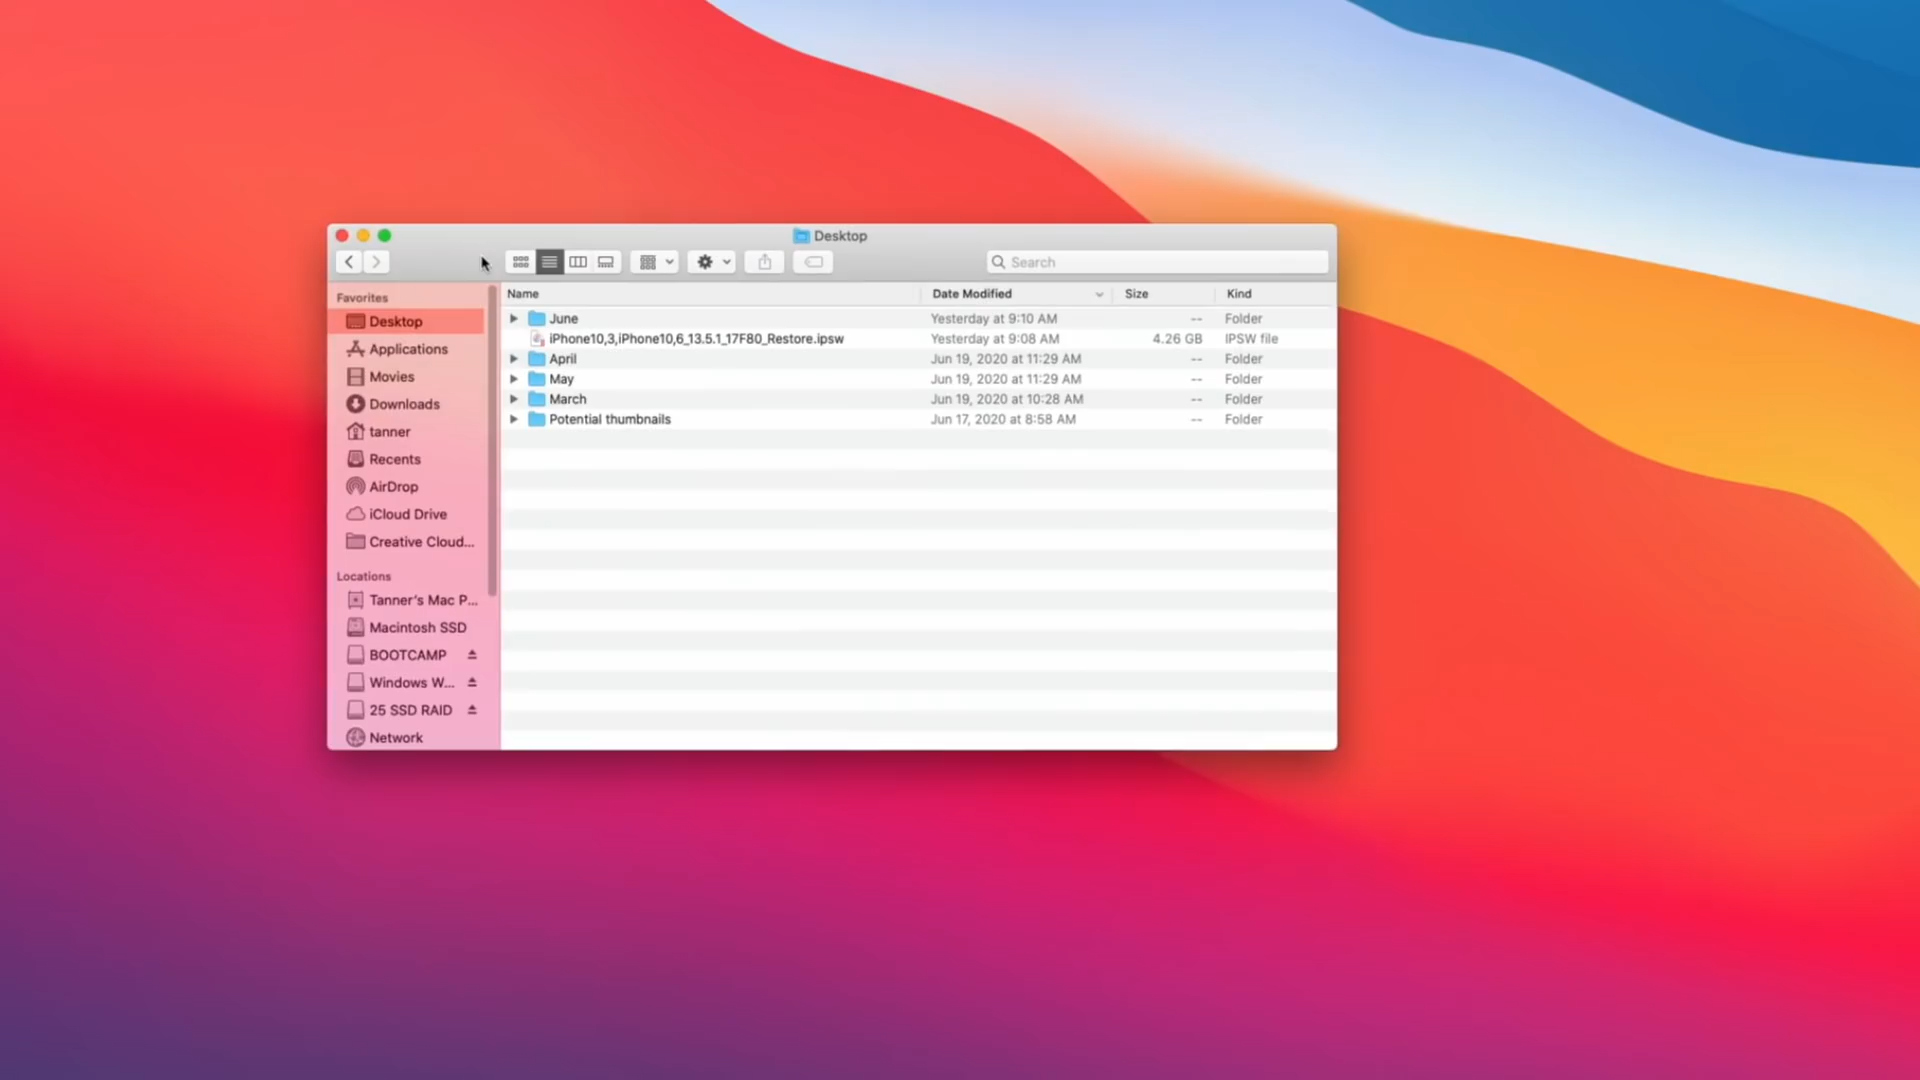 Desktop
Search
Favorites
Desktop
Applications
Movies
Downloads
tanner
Recents
AirDrop
iCloud Drive
Creative Cloud...
Locations
Tanner's Mac P...
Macintosh SSD
BOOTCAMP
Windows W...
25 SSD RAID
Network
Name Date Modified Size Kind
June Yesterday at 9:10 AM -- Folder
iPhone10,3,iPhone10,6_13.5.1_17F80_Restore.ipsw Yesterday at 9:08 AM 4.26 GB IPSW file
April Jun 19, 2020 at 11:29 AM -- Folder
May Jun 19, 2020 at 11:29 AM -- Folder
March Jun 19, 2020 at 10:28 AM -- Folder
Potential thumbnails Jun 17, 2020 at 8:58 AM -- Folder